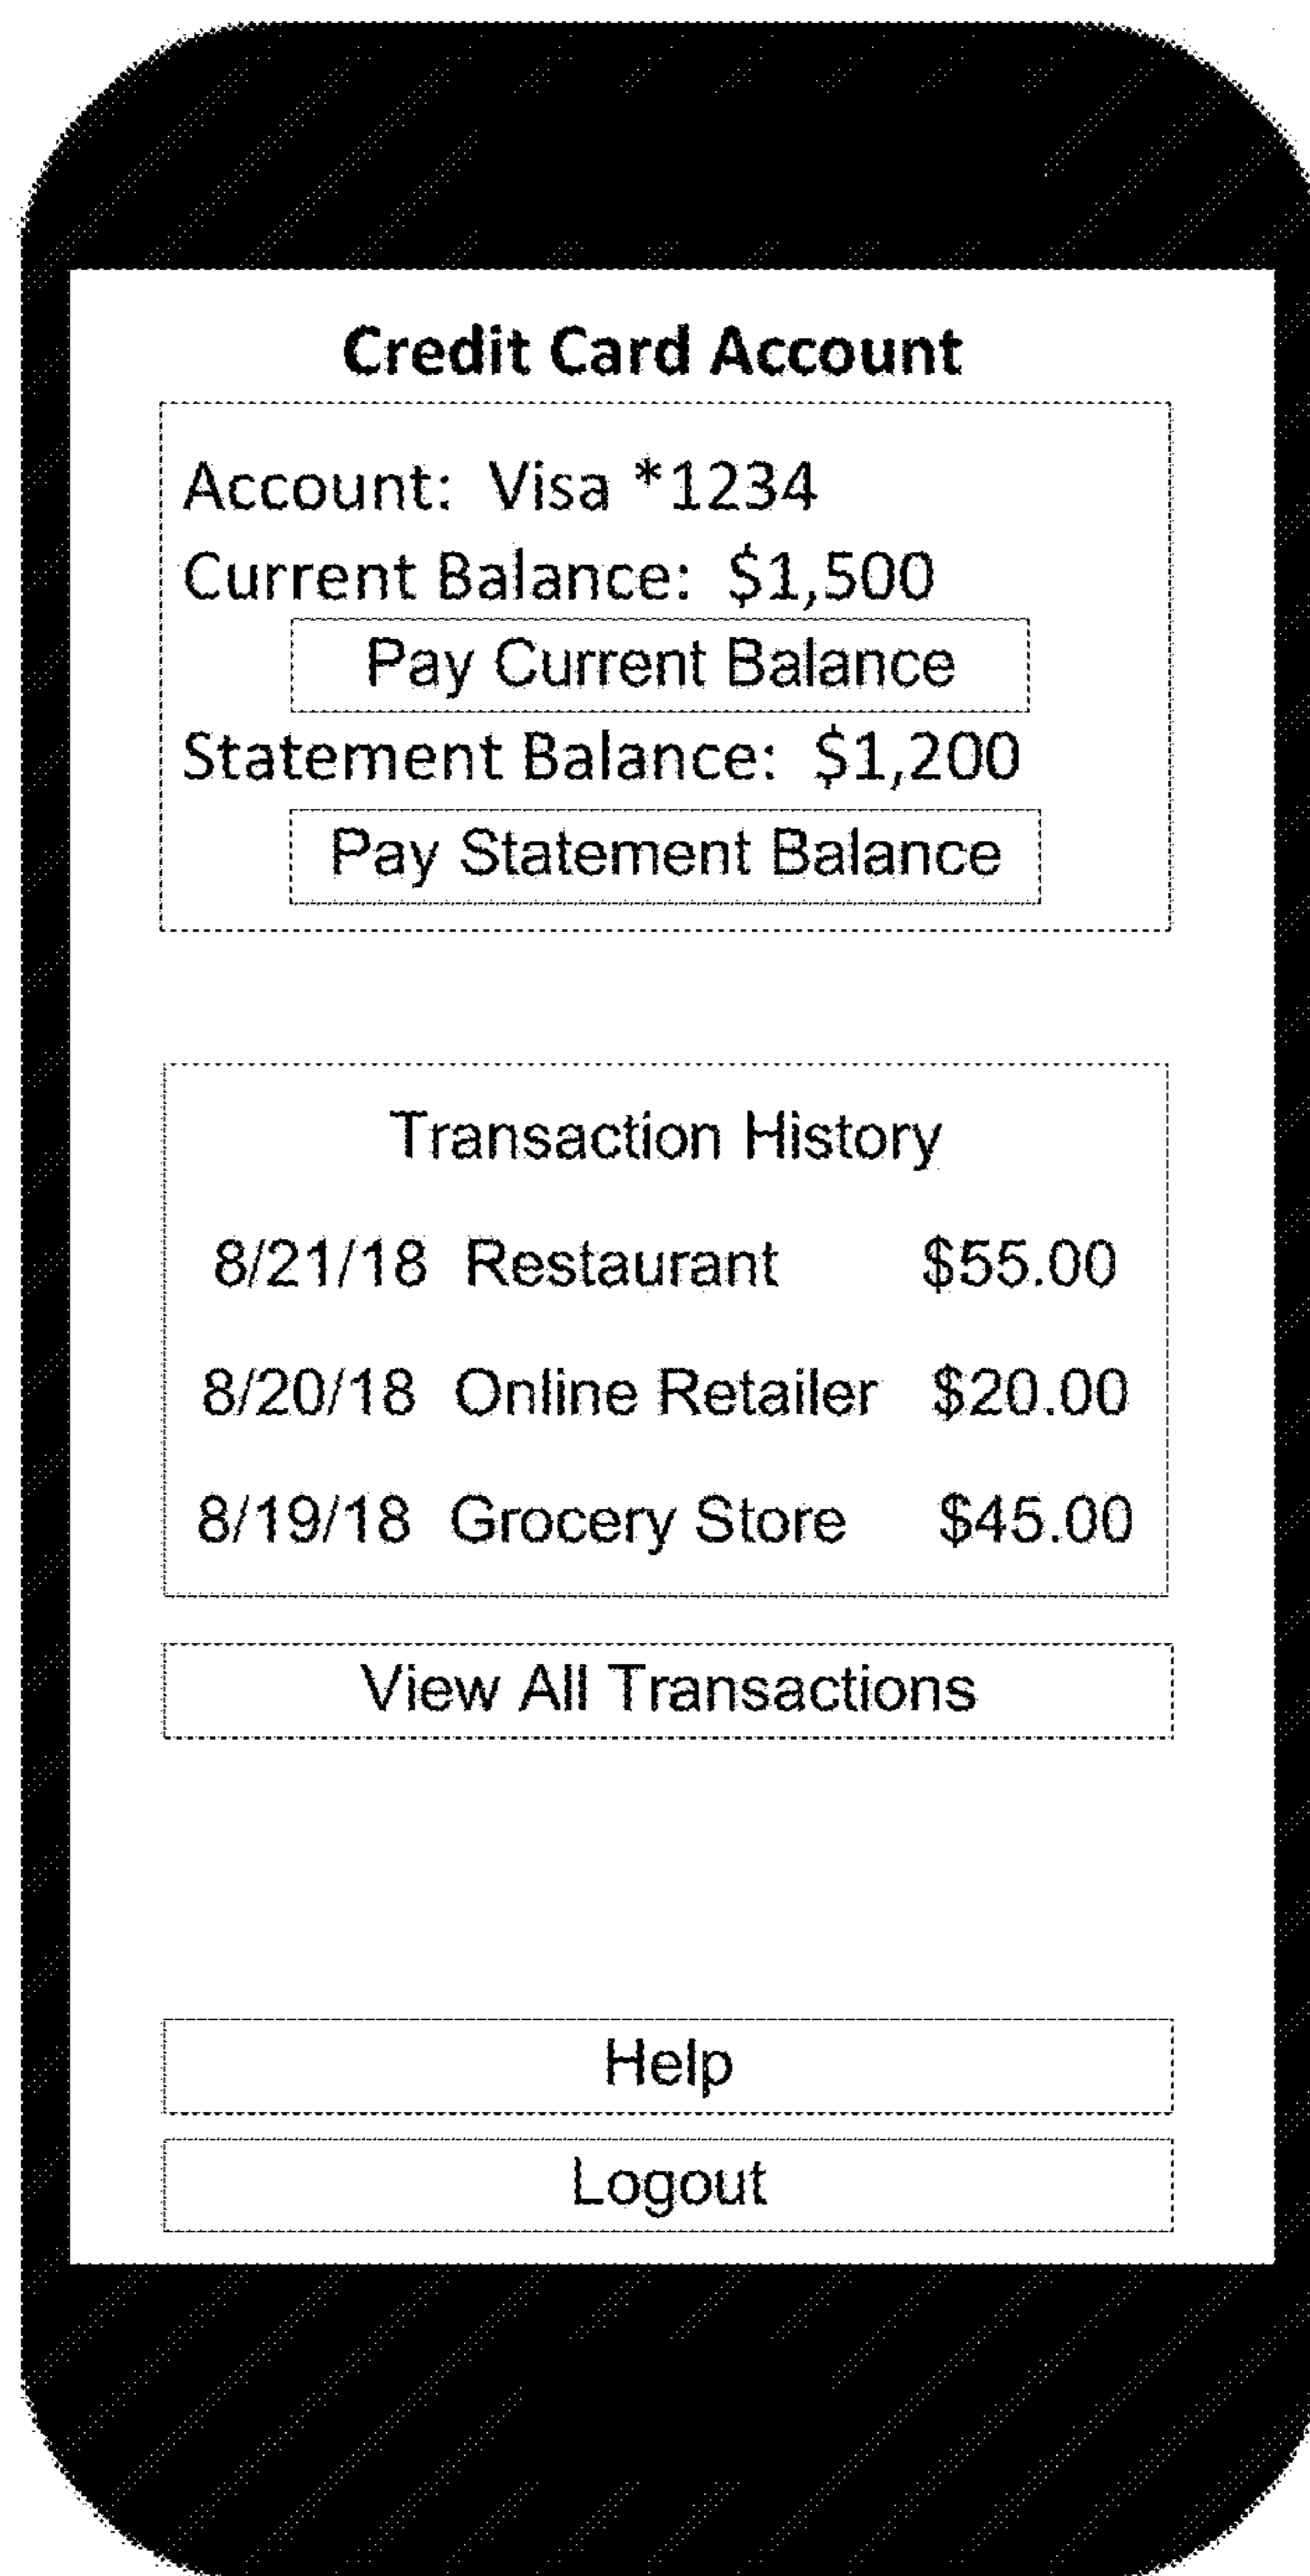 Credit Card Account
Account: Visa *1234
Current Balance: $1,500
Pay Current Balance
Statement Balance: $1,200
Pay Statement Balance
Transaction History
8/21/18 Restaurant $55.00
8/20/18 Online Retailer $20.00
8/19/18 Grocery Store $45.00
View All Transactions
Help
Logout